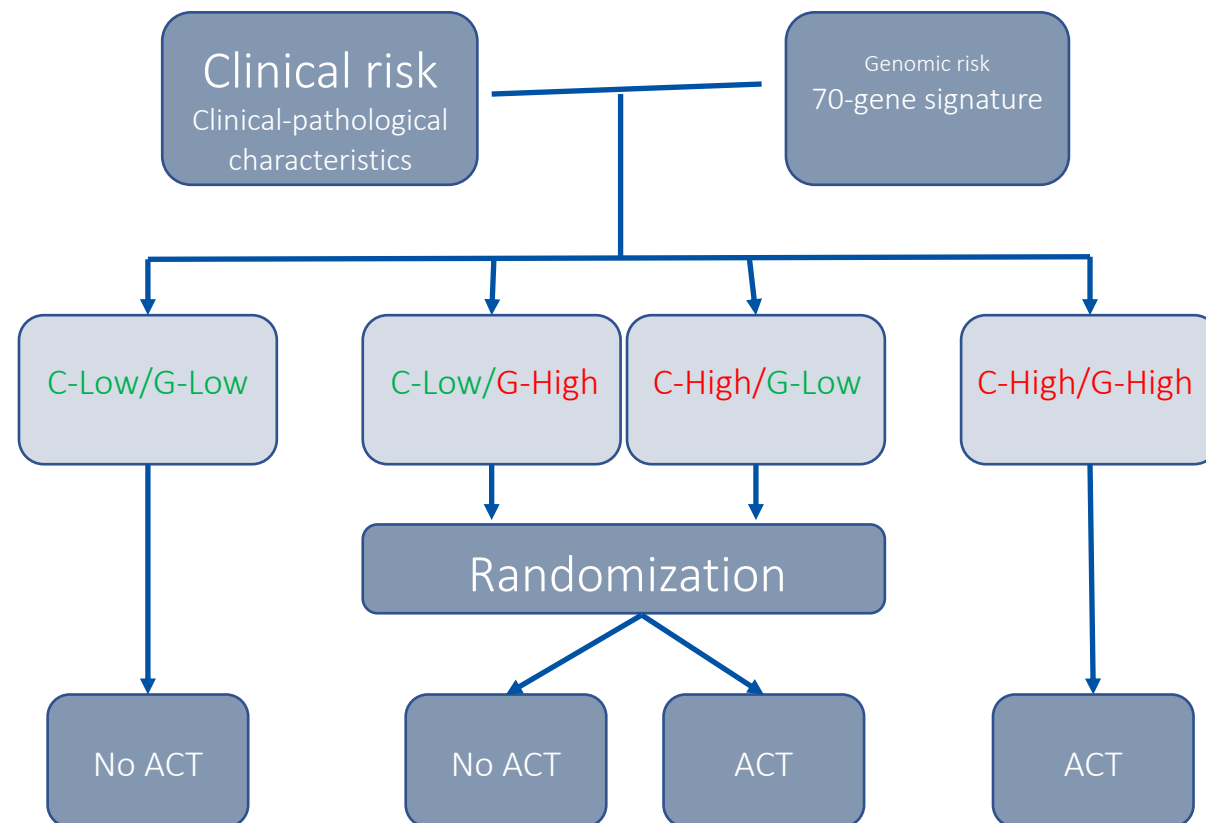 Clinical risk
Clinical-pathological
characteristics
Genomic risk
70-gene signature
C-Low/G-Low
C-Low/G-High
C-High/G-Low
C-High/G-High
Randomization
No ACT
No ACT
ACT
ACT